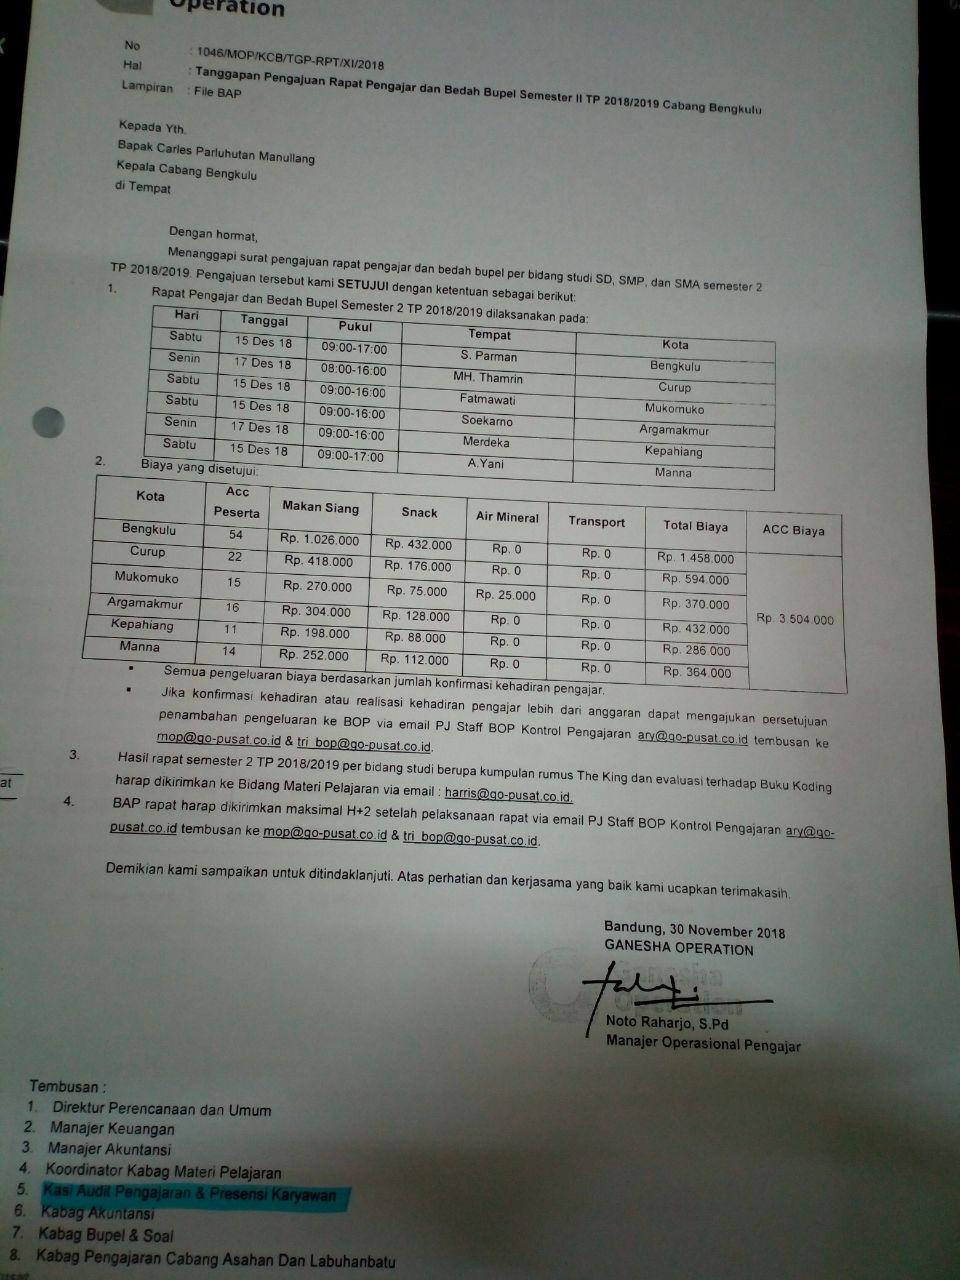 Operation
No : 1046/MOP/KCB/TGP-RPT/XI/2018
Hal : Tanggapan Pengajuan Rapat Pengajar dan Bedah Bupel Semester II TP 2018/2019 Cabang Bengkulu
Lampiran : File BAP
Kepada Yth.
Bapak Carles Parluhutan Manullang
Kepala Cabang Bengkulu
di Tempat
Dengan hormat,
Menanggapi surat pengajuan rapat pengajar dan bedah bupel per bidang studi SD, SMP, dan SMA semester 2
TP 2018/2019. Pengajuan tersebut kami SETUJUI dengan ketentuan sebagai berikut:
1. Rapat Pengajar dan Bedah Bupel Semester 2 TP 2018/2019 dilaksanakan pada:
Hari Tanggal Pukul Tempat Kota
Sabtu 15 Des 18 09:00-17:00 S. Parman Bengkulu
Senin 17 Des 18 08:00-16:00 MH. Thamrin Curup
Sabtu 15 Des 18 09:00-16:00 Fatmawati Mukomuko
Sabtu 15 Des 18 09:00-16:00 Soekarno Argamakmur
Senin 17 Des 18 09:00-16:00 Merdeka Kepahiang
Sabtu 15 Des 18 09:00-17:00 A.Yani Manna
2. Biaya yang disetujui:
Kota Acc Peserta Makan Siang Snack Air Mineral Transport Total Biaya ACC Biaya
Bengkulu 54 Rp. 1.026.000 Rp. 432.000 Rp. 0 Rp. 0 Rp. 1.458.000
Curup 22 Rp. 418.000 Rp. 176.000 Rp. 0 Rp. 0 Rp. 594.000
Mukomuko 15 Rp. 270.000 Rp. 75.000 Rp. 25.000 Rp. 0 Rp. 370.000
Argamakmur 16 Rp. 304.000 Rp. 128.000 Rp. 0 Rp. 0 Rp. 432.000 Rp. 3.504.000
Kepahiang 11 Rp. 198.000 Rp. 88.000 Rp. 0 Rp. 0 Rp. 286.000
Manna 14 Rp. 252.000 Rp. 112.000 Rp. 0 Rp. 0 Rp. 364.000
▪ Semua pengeluaran biaya berdasarkan jumlah konfirmasi kehadiran pengajar.
▪ Jika konfirmasi kehadiran atau realisasi kehadiran pengajar lebih dari anggaran dapat mengajukan persetujuan
penambahan pengeluaran ke BOP via email PJ Staff BOP Kontrol Pengajaran ary@go-pusat.co.id tembusan ke
mop@go-pusat.co.id & tri_bop@go-pusat.co.id.
3. Hasil rapat semester 2 TP 2018/2019 per bidang studi berupa kumpulan rumus The King dan evaluasi terhadap Buku Koding
harap dikirimkan ke Bidang Materi Pelajaran via email : harris@go-pusat.co.id.
4. BAP rapat harap dikirimkan maksimal H+2 setelah pelaksanaan rapat via email PJ Staff BOP Kontrol Pengajaran ary@go-
pusat.co.id tembusan ke mop@go-pusat.co.id & tri_bop@go-pusat.co.id.
Demikian kami sampaikan untuk ditindaklanjuti. Atas perhatian dan kerjasama yang baik kami ucapkan terimakasih.
Bandung, 30 November 2018
GANESHA OPERATION
Ganesha
Operation
Noto Raharjo, S.Pd
Manajer Operasional Pengajar
Tembusan :
1. Direktur Perencanaan dan Umum
2. Manajer Keuangan
3. Manajer Akuntansi
4. Koordinator Kabag Materi Pelajaran
5. Kasi Audit Pengajaran & Presensi Karyawan
6. Kabag Akuntansi
7. Kabag Bupel & Soal
8. Kabag Pengajaran Cabang Asahan Dan Labuhanbatu
at